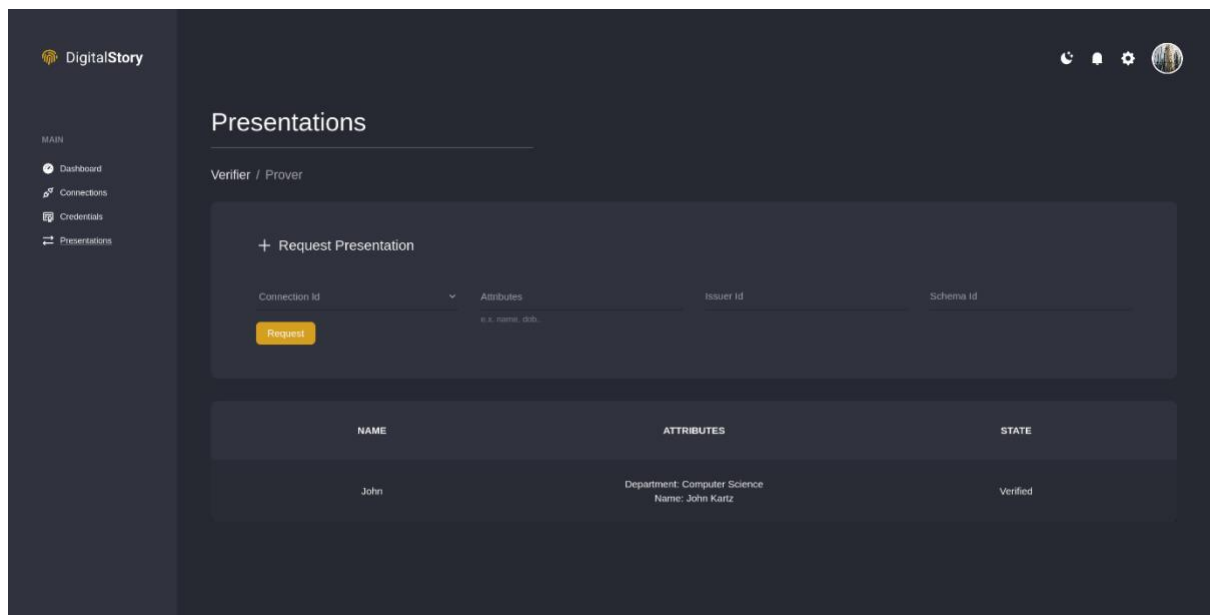 DigitalStory
MAIN
Dashboard
Connections
Credentials
Presentations
Presentations
Verifier / Prover
+ Request Presentation
Connection Id
Attributes
Issuer Id
Schema Id
e.x. name, dob,
Request
NAME ATTRIBUTES STATE
John
Department: Computer Science
Name: John Kartz
Verified